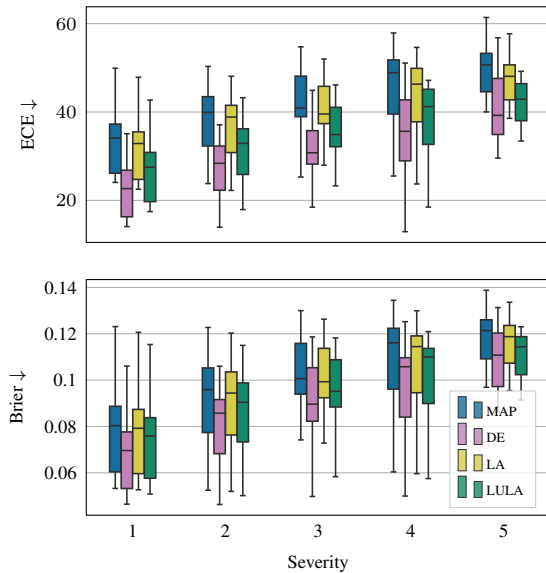 ECE ↓
60
40
20
Brier ↓
0.14
0.12
0.1
0.08
0.06
MAP
DE
LA
LULA
1 2 3 4 5
Severity